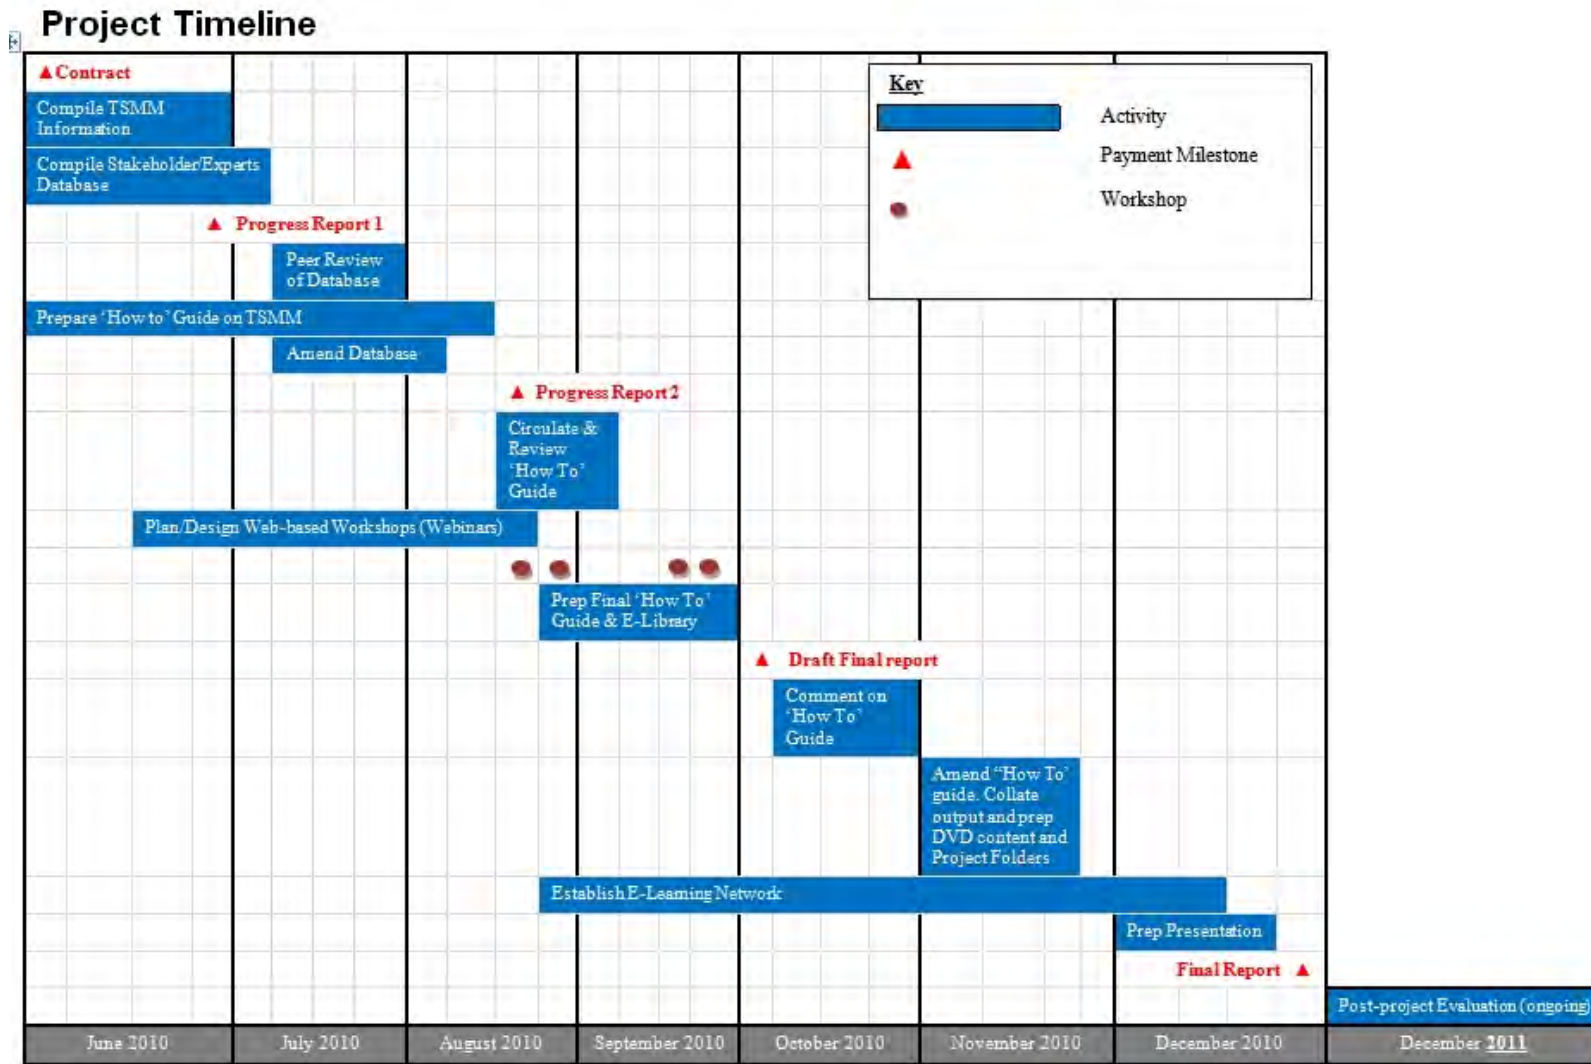 Project Timeline
▲Contract
Key
Compile TSMM
Information
Activity
Compile Stakeholder/Experts
Database
Payment Milestone
Workshop
▲ Progress Report 1
Peer Review
of Database
Prepare ‘How to’ Guide on TSMM
Amend Database
▲ Progress Report 2
Circulate &
Review
‘How To’
Guide
Plan/Design Web-based Workshops (Webinars)
Prep Final ‘How To’
Guide & E-Library
▲ Draft Final report
Comment on
‘How To’
Guide
Amend “How To’
guide. Collate
output and prep
DVD content and
Project Folders
Establish E-Learning Network
Prep Presentation
Final Report ▲
Post-project Evaluation (ongoing)
June 2010 July 2010 August 2010 September 2010 October 2010 November 2010 December 2010 December 2011